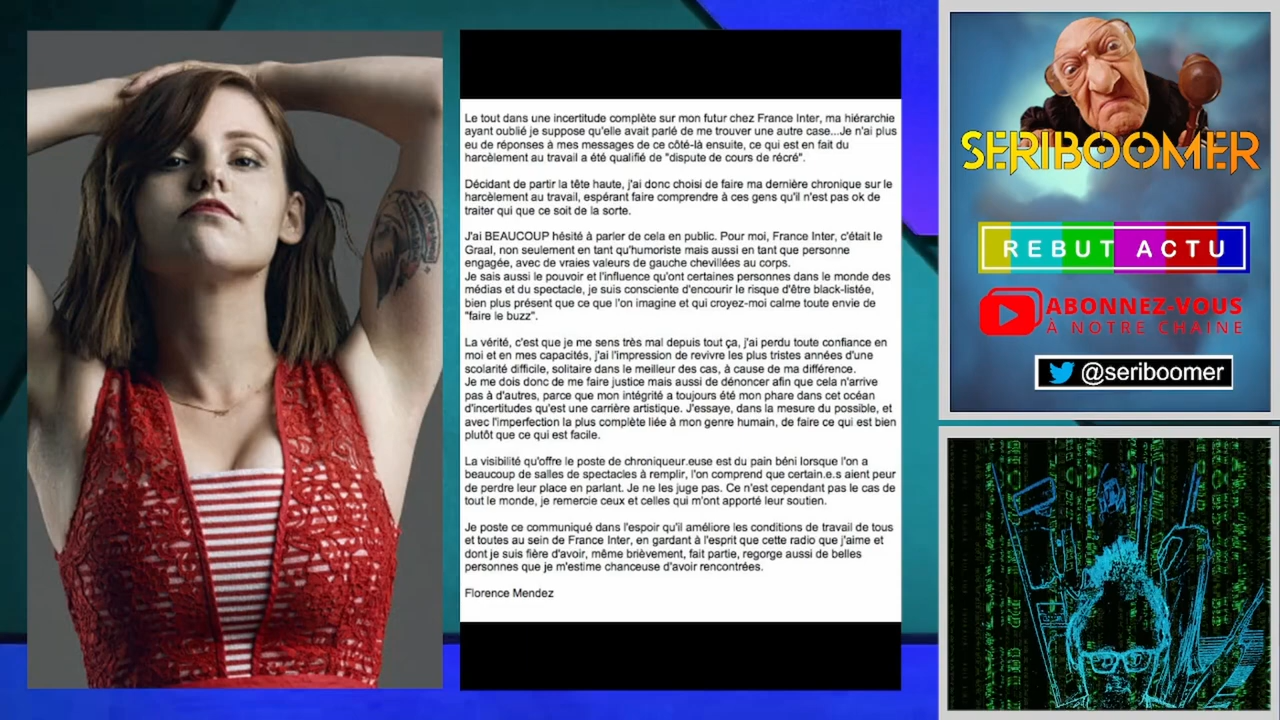 Le tout dans une incertitude complète sur mon futur chez France Inter, ma hiérarchie
ayant oublié je suppose qu'elle avait parlé de me trouver une autre case...Je n'ai plus
eu de réponses à mes messages de ce côté-là ensuite, ce qui est en fait du
harcèlement au travail a été qualifié de "dispute de cours de récré".
Décidant de partir la tête haute, j'ai donc choisi de faire ma dernière chronique sur le
harcèlement au travail, espérant faire comprendre à ces gens qu'il n'est pas ok de
traiter qui que ce soit de la sorte.
J'ai BEAUCOUP hésité à parler de cela en public. Pour moi, France Inter, c'était le
Graal, non seulement en tant qu'humoriste mais aussi en tant que personne
engagée, avec de vraies valeurs de gauche chevillées au corps.
Je sais aussi le pouvoir et l'influence qu'ont certaines personnes dans le monde des
médias et du spectacle, je suis consciente d'encourir le risque d'être black-listée,
bien plus présent que ce que l'on imagine et qui croyez-moi calme toute envie de
"faire le buzz".
La vérité, c'est que je me sens très mal depuis tout ça, j'ai perdu toute confiance en
moi et en mes capacités, j'ai l'impression de revivre les plus tristes années d'une
scolarité difficile, solitaire dans le meilleur des cas, à cause de ma différence.
Je me dois donc de me faire justice mais aussi de dénoncer afin que cela n'arrive
pas à d'autres, parce que mon intégrité a toujours été mon phare dans cet océan
d'incertitudes qu'est une carrière artistique. J'essaye, dans la mesure du possible, et
avec l'imperfection la plus complète liée à mon genre humain, de faire ce qui est bien
plutôt que ce qui est facile.
La visibilité qu'offre le poste de chroniqueur.euse est du pain béni lorsque l'on a
beaucoup de salles de spectacles à remplir, l'on comprend que certain.e.s aient peur
de perdre leur place en parlant. Je ne les juge pas. Ce n'est cependant pas le cas de
tout le monde, je remercie ceux et celles qui m'ont apporté leur soutien.
Je poste ce communiqué dans l'espoir qu'il améliore les conditions de travail de tous
et toutes au sein de France Inter, en gardant à l'esprit que cette radio que j'aime et
dont je suis fière d'avoir, même brièvement, fait partie, regorge aussi de belles
personnes que je m'estime chanceuse d'avoir rencontrées.
Florence Mendez
SERIBOOMER
REBUT ACTU
ABONNEZ-VOUS
À NOTRE CHAINE
@seriboomer